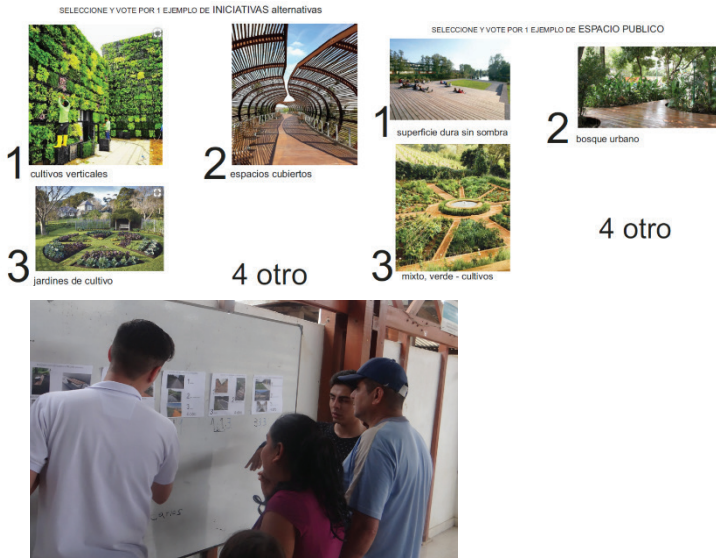 SELECCIONE Y VOTE POR 1 EJEMPLO DE INICIATIVAS alternativas
1 cultivos verticales
2 espacios cubiertos
3 jardines de cultivo
4 otro
SELECCIONE Y VOTE POR 1 EJEMPLO DE ESPACIO PUBLICO
1 superficie dura sin sombra
2 bosque urbano
3 mixto, verde - cultivos
4 otro